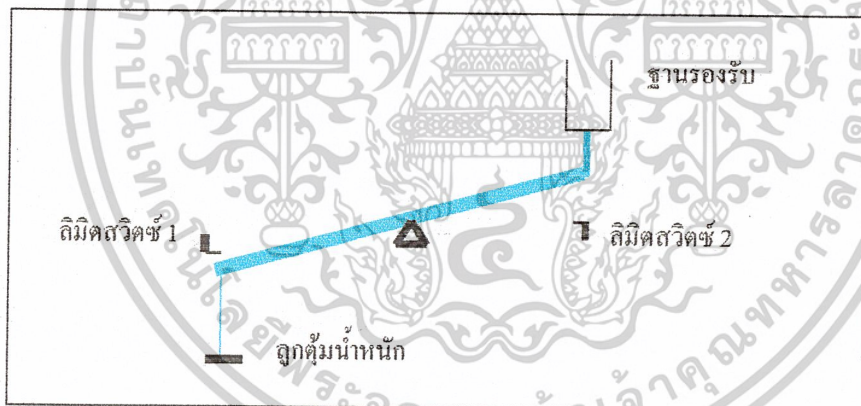 ฐานรองรับ
ลิมิตสวิตซ์ 1
ลิมิตสวิตซ์ 2
ลูกตุ้มน้ำหนัก